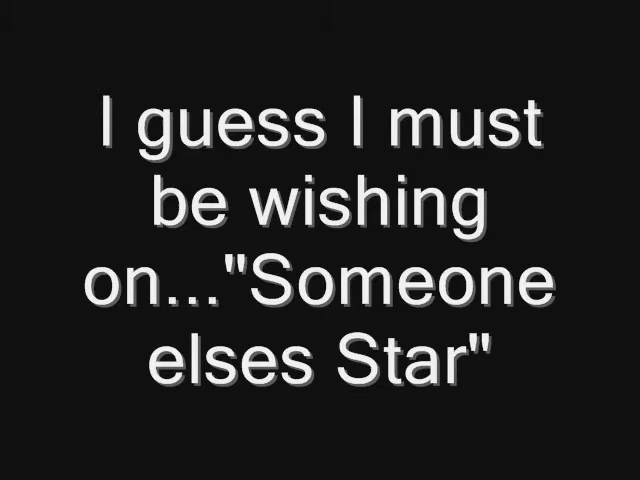 I guess I must
be wishing
on..."Someone
elses Star"